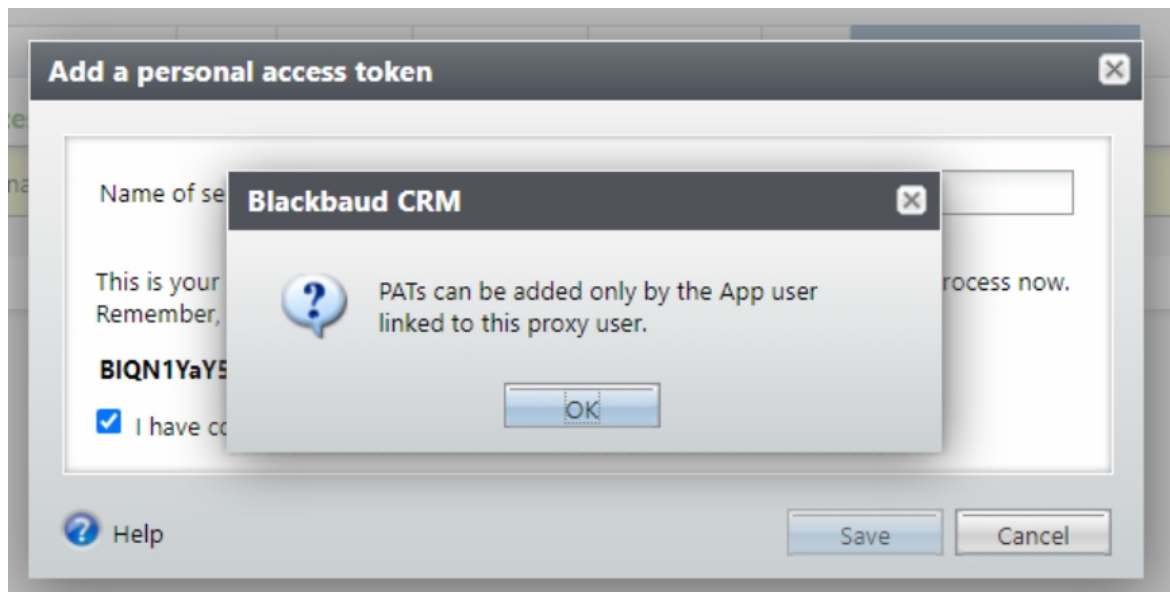 Add a personal access token
Name of se
Blackbaud CRM
This is your
rocess now.
PATs can be added only by the App user
Remember,
linked to this proxy user.
BIQN1YaY5
OK
I have co
Help
Save
Cancel